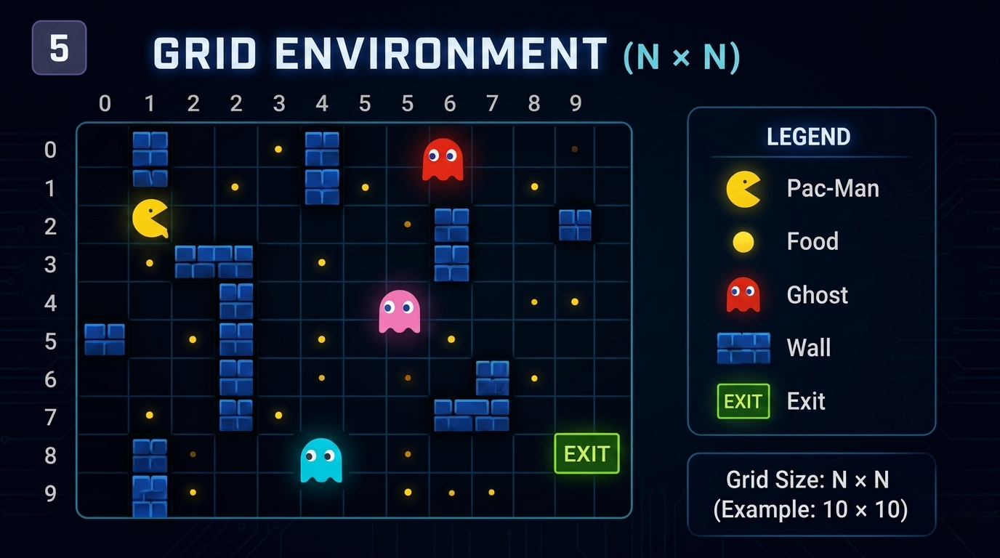 5
GRID ENVIRONMENT (N × N)
0 1 2 2 3 4 5 5 6 7 8 9
0
1
2
3
4
5
6
7
8
9
EXIT
LEGEND
Pac-Man
Food
Ghost
Wall
EXIT Exit
Grid Size: N × N
(Example: 10 × 10)